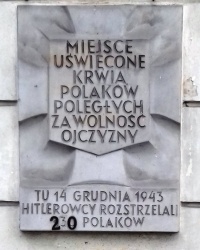 MIEJSCE
UŚWIĘCONE
KRWIĄ
POLAKÓW
POLEGŁYCH
ZA WOLNOŚĆ
OJCZYZNY
TU 14 GRUDNIA 1943
HITLEROWCY ROZSTRZELALI
POLAKÓW